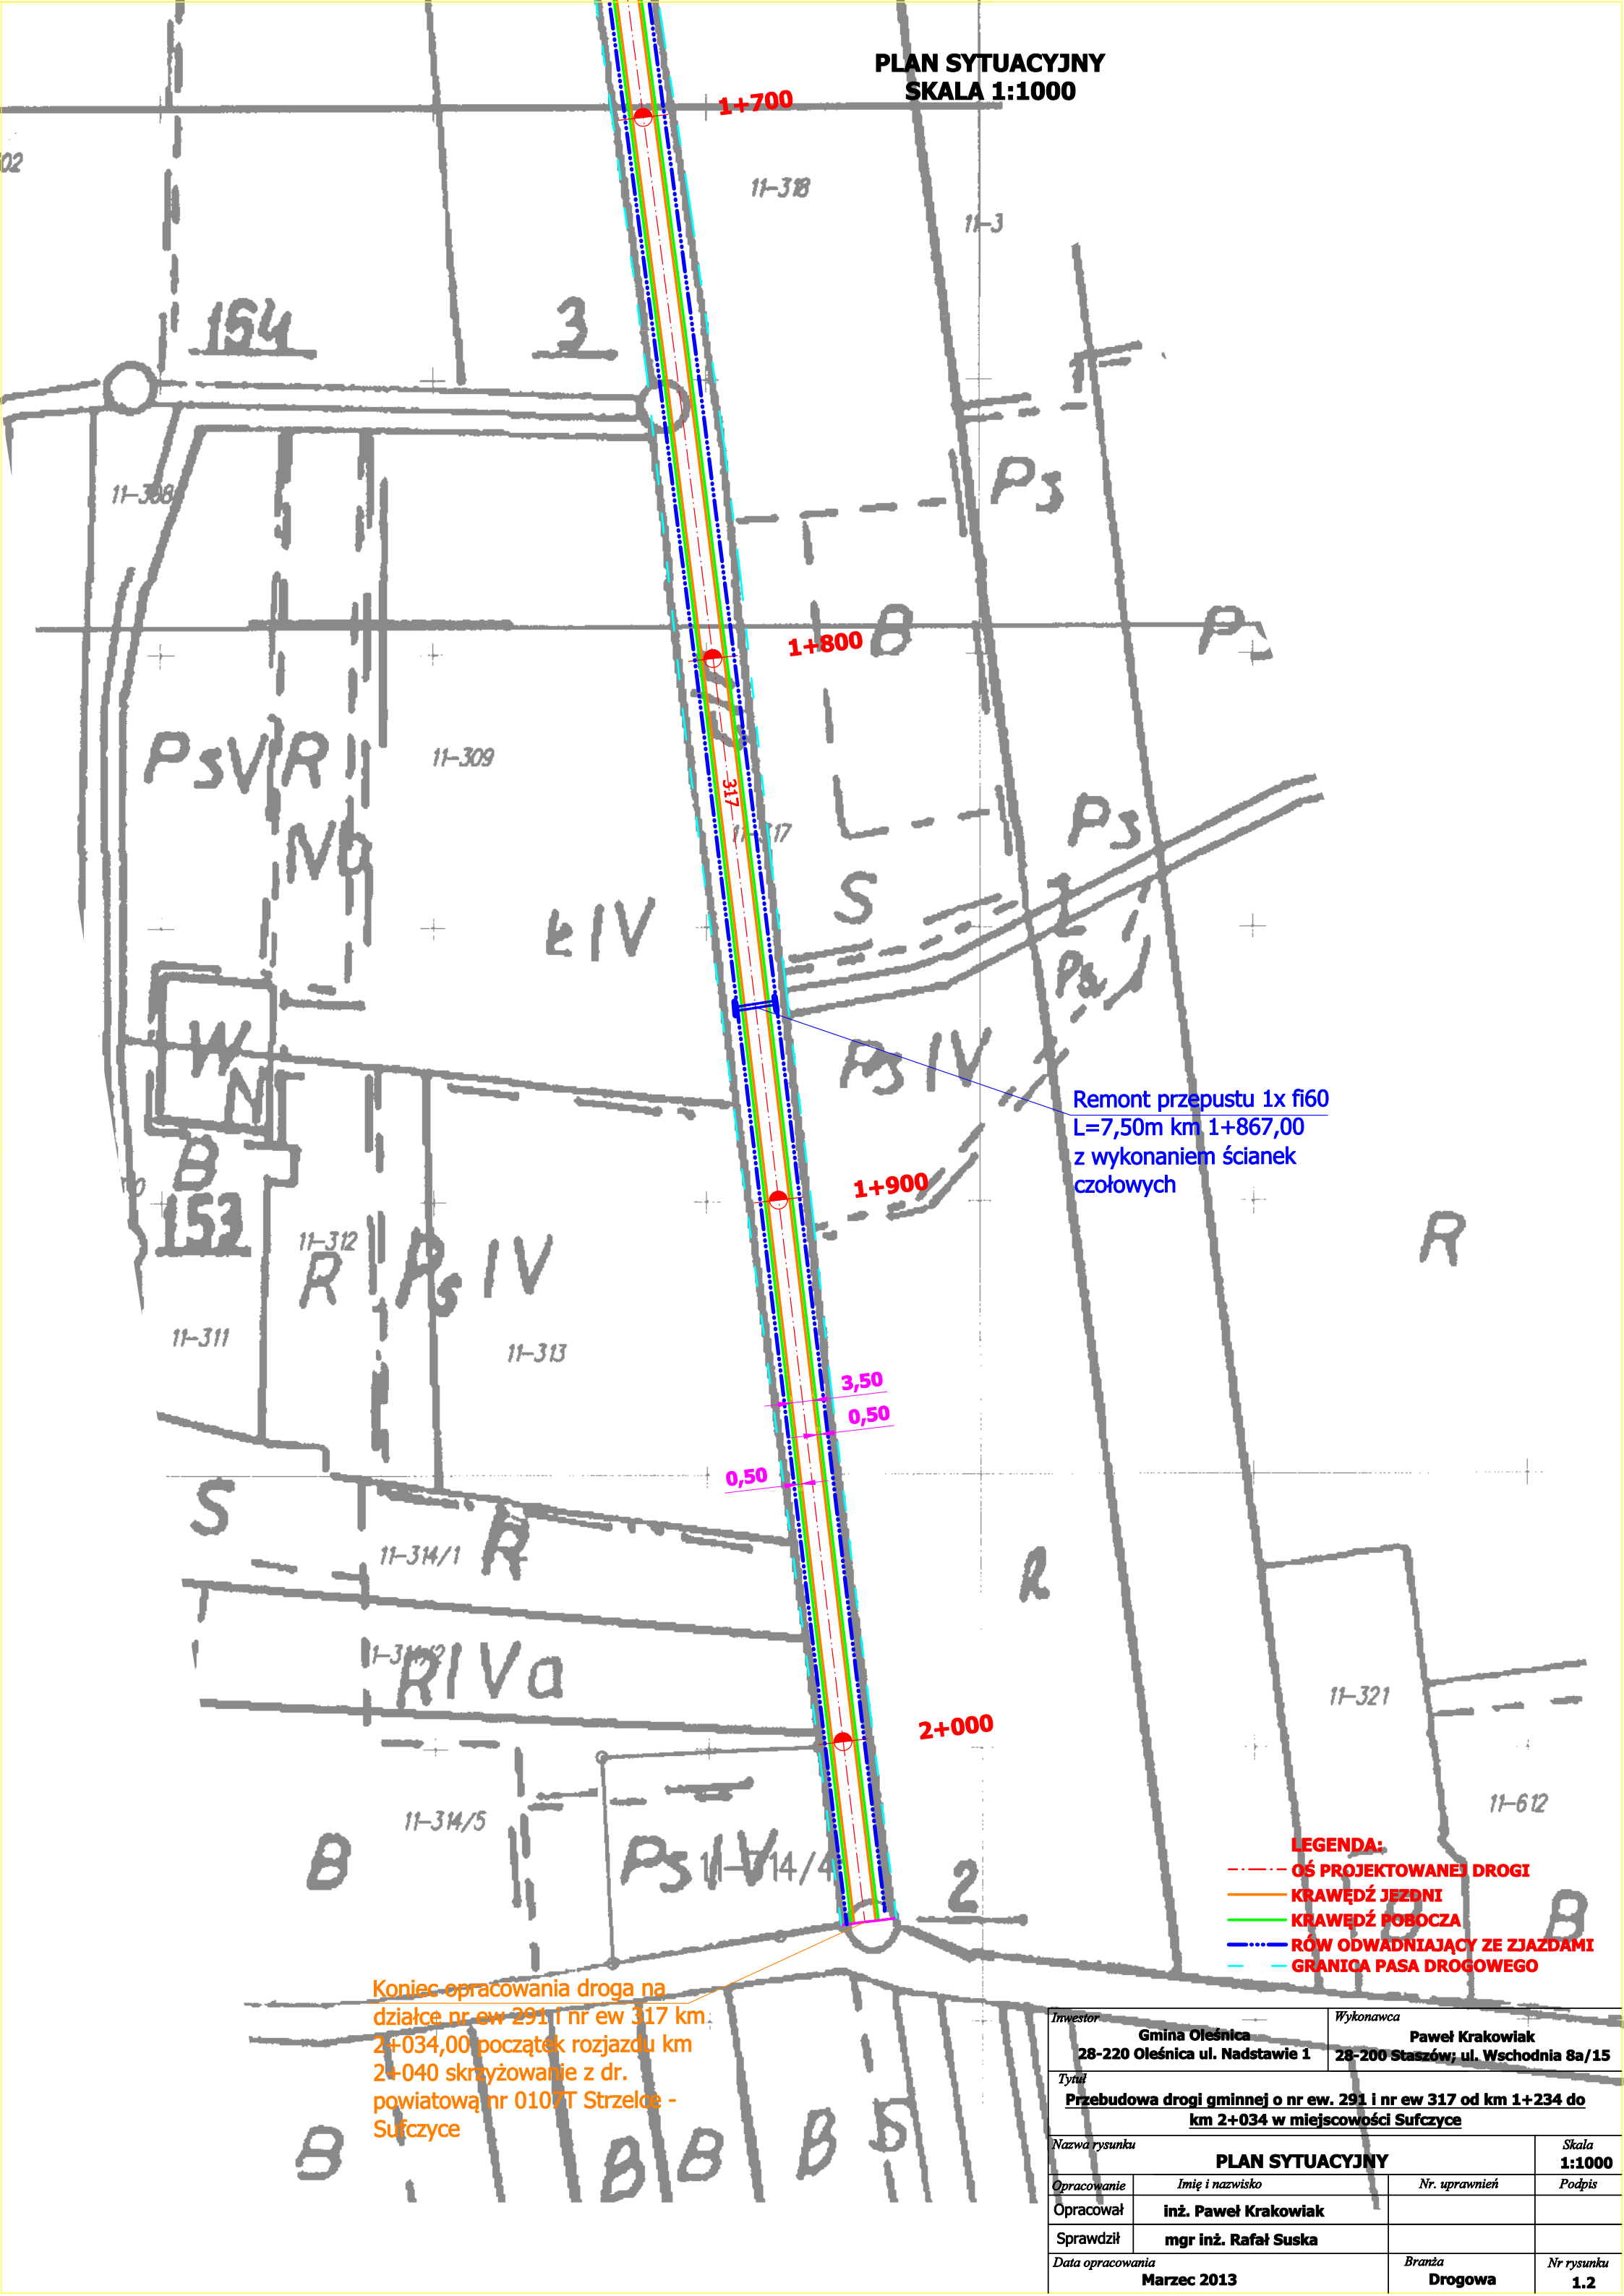 PLAN SYTUACYJNY
SKALA 1:1000
1+700
02
11-318
11-3
154
3
11-308
Ps
B
P
1+800
PsV
R
11-309
317
Nb
Ps
S
ŁIV
Ps
W
N
PsIV
Remont przepustu 1x fi60
L=7,50m km 1+867,00
z wykonaniem ścianek
czołowych
B
1+900
153
11-312
R
PsIV
R
11-311
11-313
3,50
0,50
0,50
S
11-314/1
R
R
RIVa
11-321
2+000
11-314/5
11-612
B
PsIV
2
LEGENDA:
OŚ PROJEKTOWANEJ DROGI
KRAWĘDŹ JEZDNI
KRAWĘDŹ POBOCZA
RÓW ODWADNIAJĄCY ZE ZJAZDAMI
GRANICA PASA DROGOWEGO
B
B
Koniec opracowania droga na
działce nr ew 291 i nr ew 317 km
2+034,00 początek rozjazdu km
2+040 skrzyżowanie z dr.
powiatową nr 0107T Strzelce -
Sufczyce
B
B
B
B
S
Inwestor
Wykonawca
Gmina Oleśnica
Paweł Krakowiak
28-220 Oleśnica ul. Nadstawie 1
28-200 Staszów; ul. Wschodnia 8a/15
Tytuł
Przebudowa drogi gminnej o nr ew. 291 i nr ew 317 od km 1+234 do
km 2+034 w miejscowości Sufczyce
Nazwa rysunku
Skala
PLAN SYTUACYJNY
1:1000
Opracowanie
Imię i nazwisko
Nr. uprawnień
Podpis
Opracował
inż. Paweł Krakowiak
Sprawdził
mgr inż. Rafał Suska
Data opracowania
Branża
Nr rysunku
Marzec 2013
Drogowa
1.2